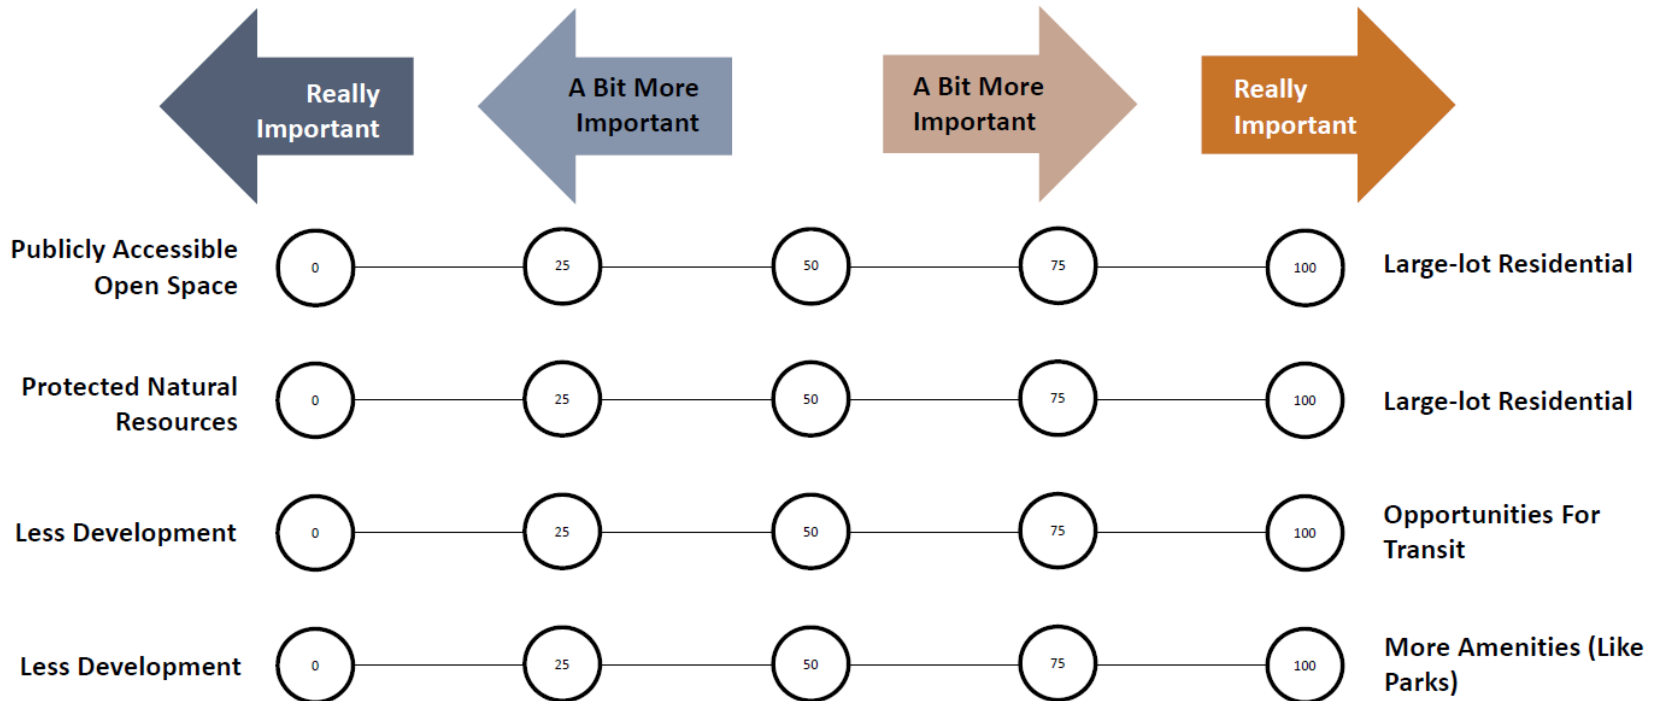 Really
Important
A Bit More
Important
A Bit More
Important
Really
Important
Publicly Accessible
Open Space
0
25
50
75
100
Large-lot Residential
Protected Natural
Resources
0
25
50
75
100
Large-lot Residential
Less Development
0
25
50
75
100
Opportunities For
Transit
Less Development
0
25
50
75
100
More Amenities (Like
Parks)